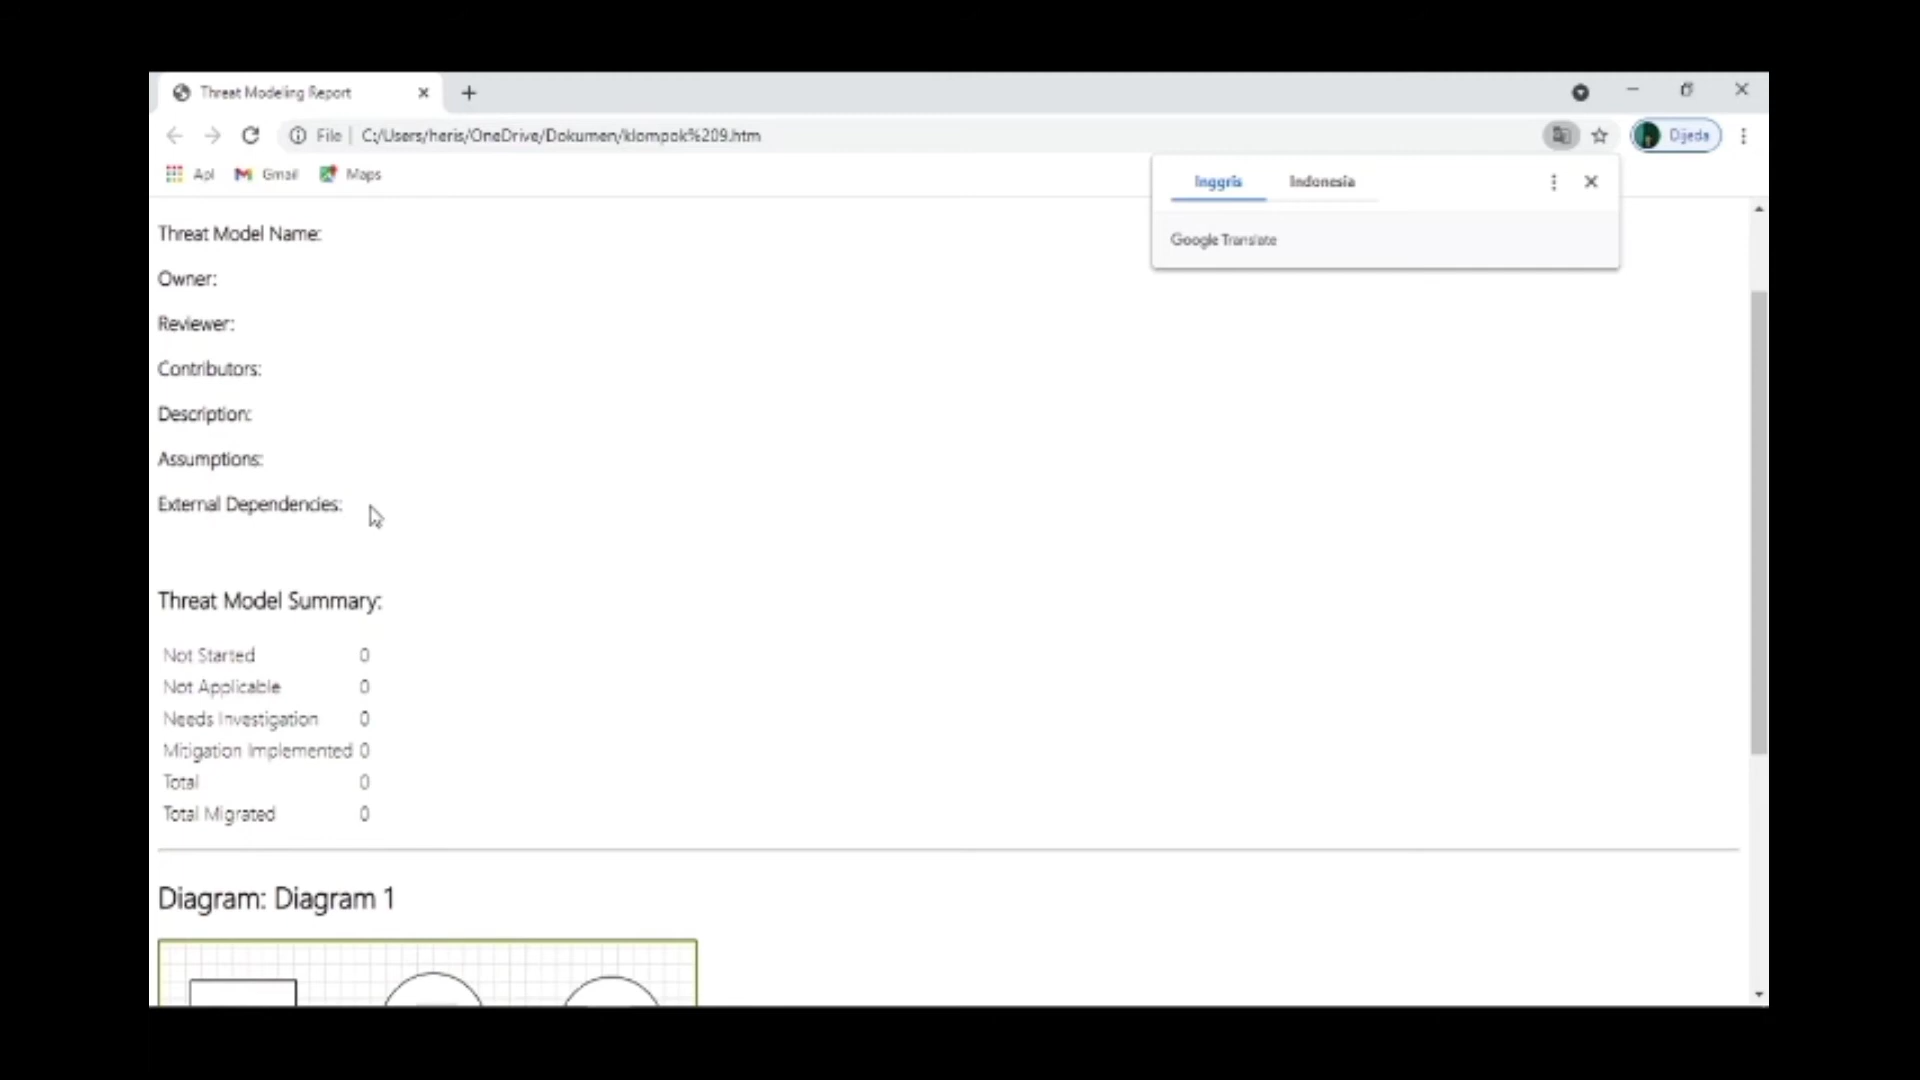 Threat Modeling Report
File | C:/Users/heris/OneDrive/Dokumen/klompok%209.htm
Dijeda
Apl Gmail Maps
Inggris Indonesia
Google Translate
Threat Model Name:
Owner:
Reviewer:
Contributors:
Description:
Assumptions:
External Dependencies:
Threat Model Summary:
Not Started 0
Not Applicable 0
Needs Investigation 0
Mitigation Implemented 0
Total 0
Total Migrated 0
Diagram: Diagram 1